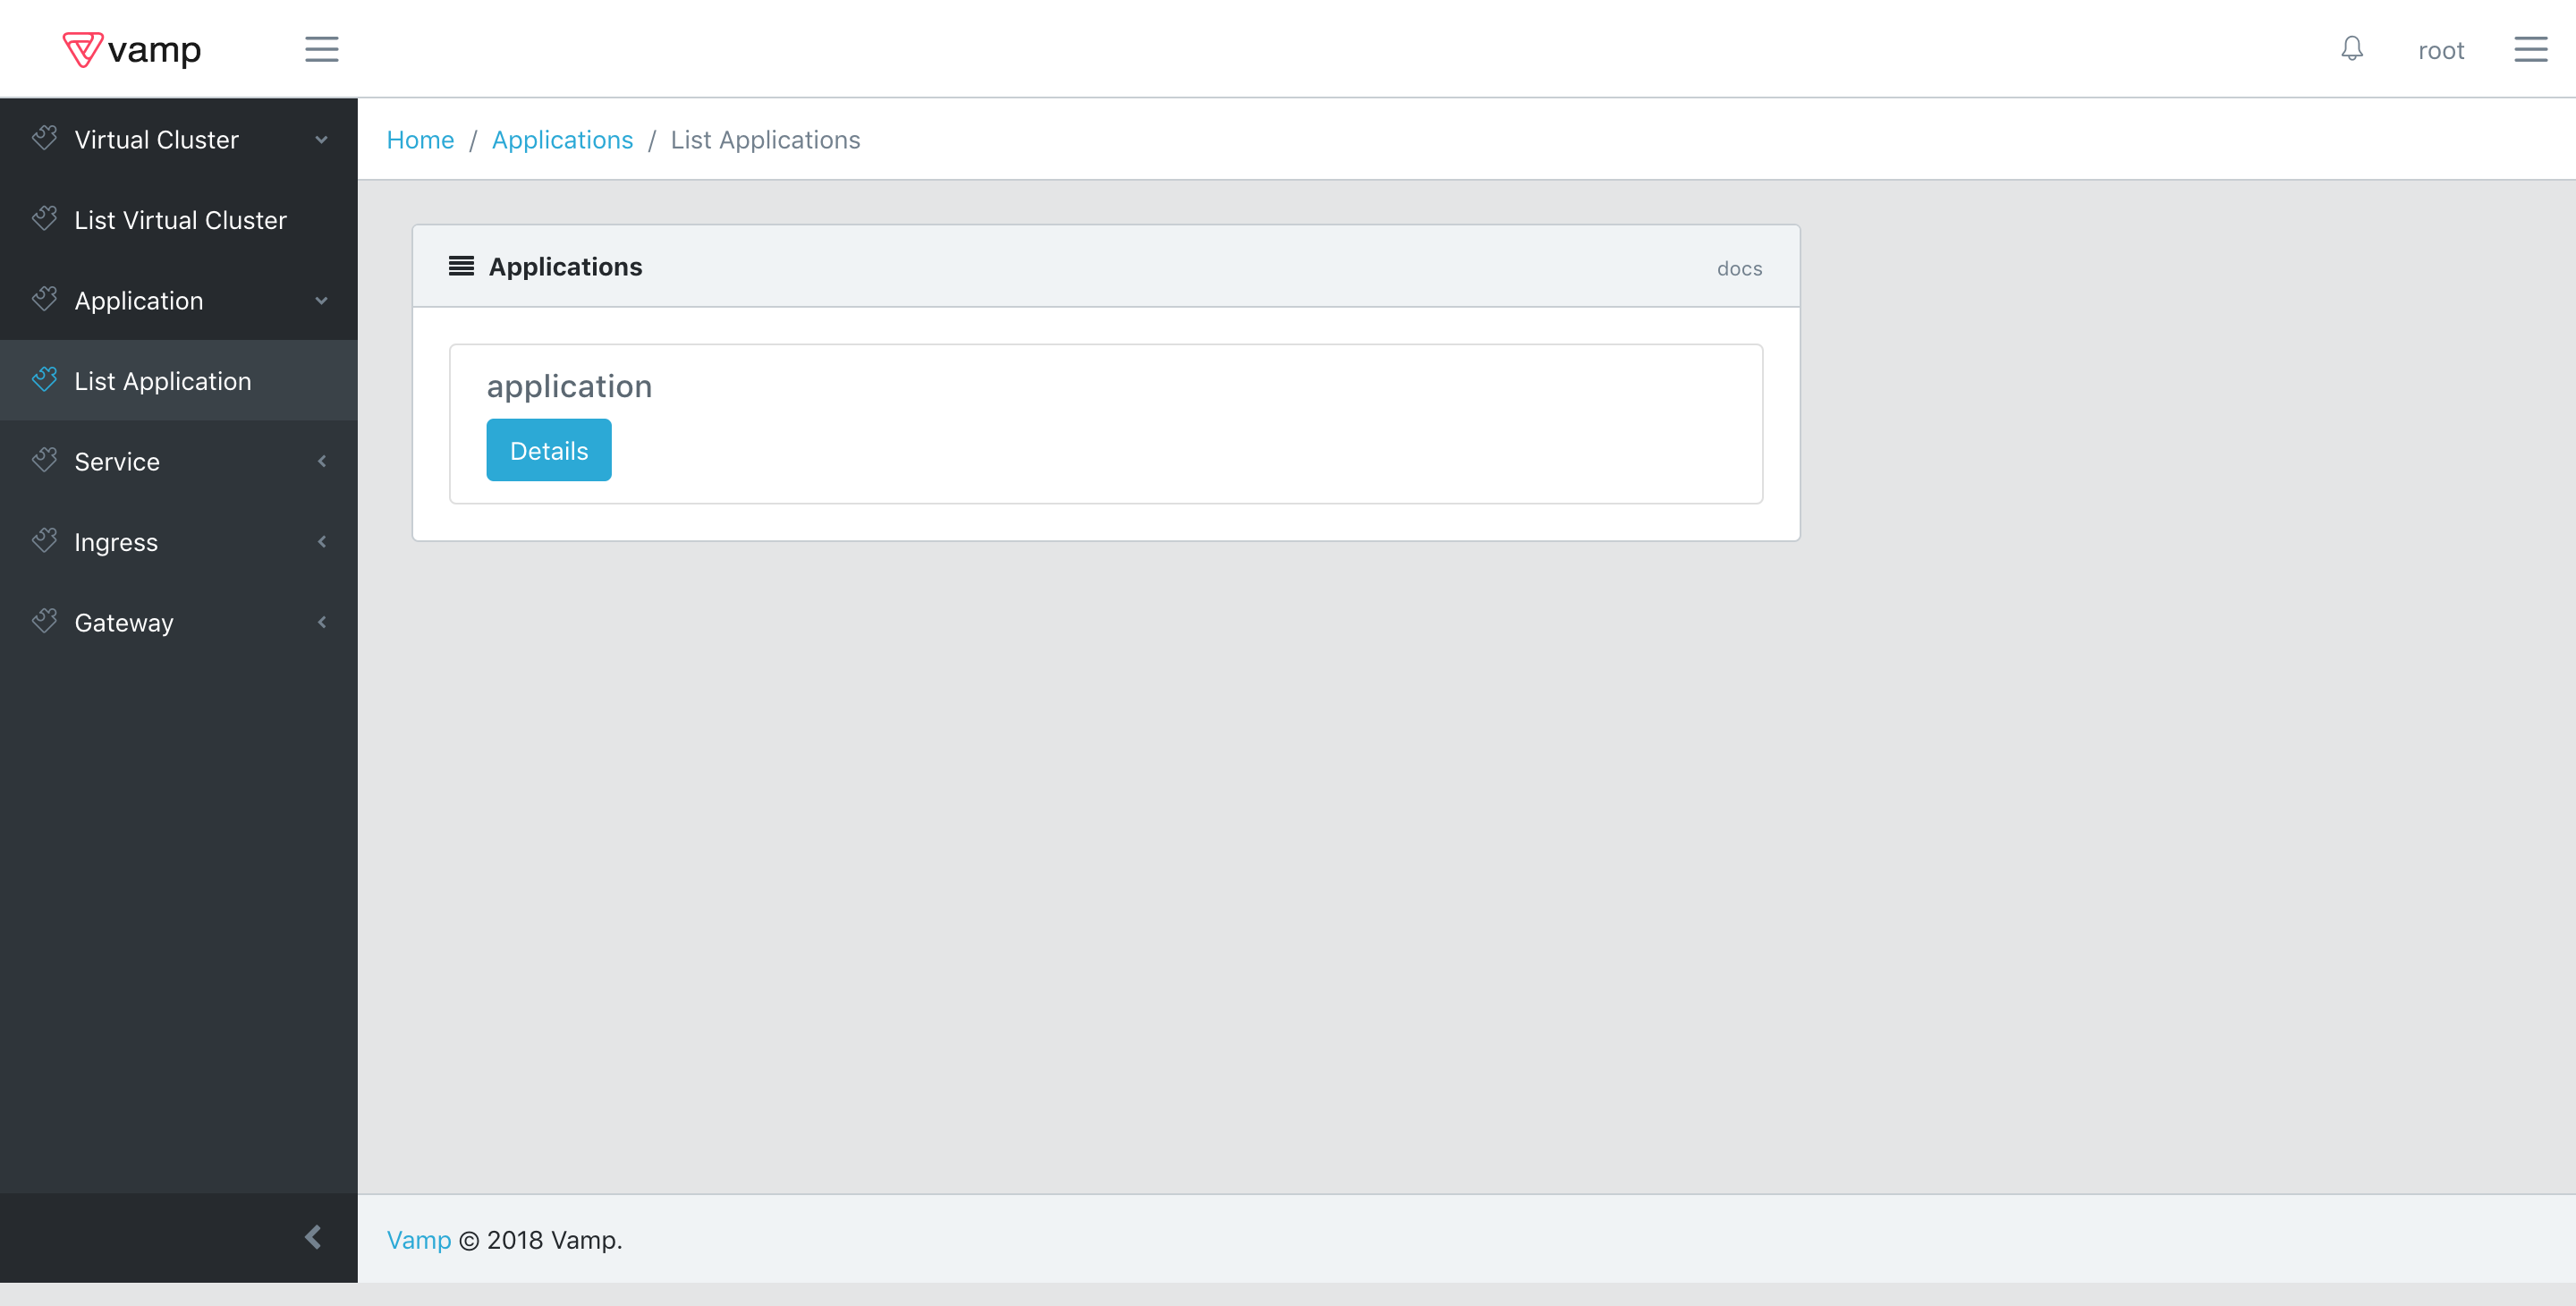 vamp
root
Virtual Cluster
List Virtual Cluster
Application
List Application
Service
Ingress
Gateway
Home / Applications / List Applications
Applications
docs
application
Details
Vamp © 2018 Vamp.